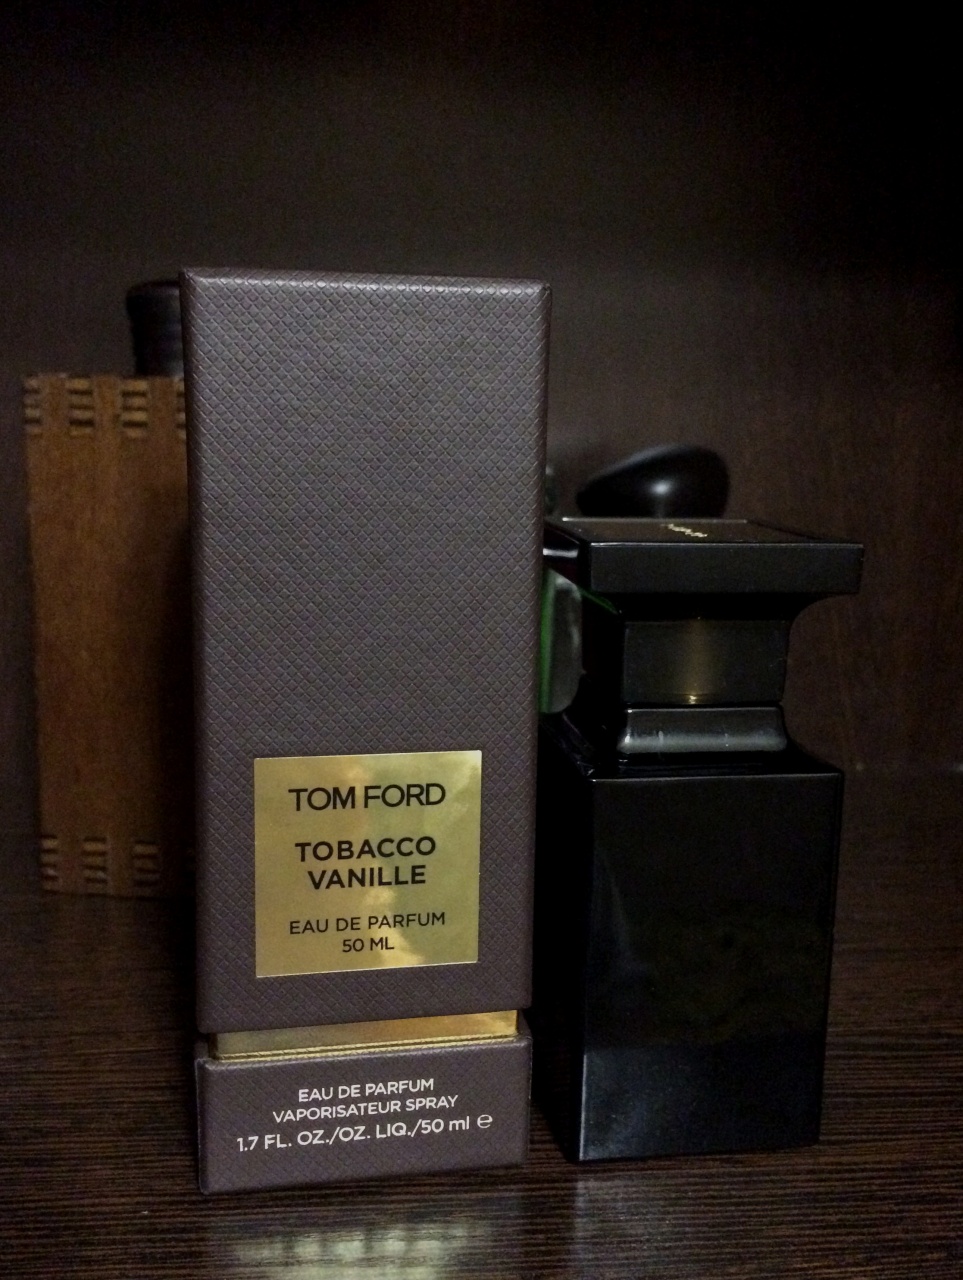 TOM FORD
TOBACCO
VANILLE
EAU DE PARFUM
50 ML
EAU DE PARFUM
VAPORISATEUR SPRAY
1.7 FL. OZ./OZ. LIQ./50 ml ℮